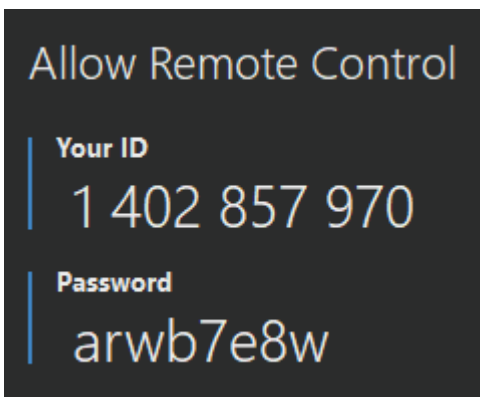 Allow Remote Control
Your ID
1 402 857 970
Password
arwb7e8w